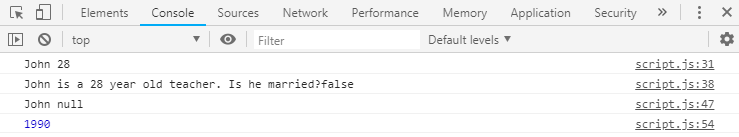 Elements Console Sources Network Performance Memory Application Security »
top Filter Default levels
John 28 script.js:31
John is a 28 year old teacher. Is he married?false script.js:38
John null script.js:47
1990 script.js:54